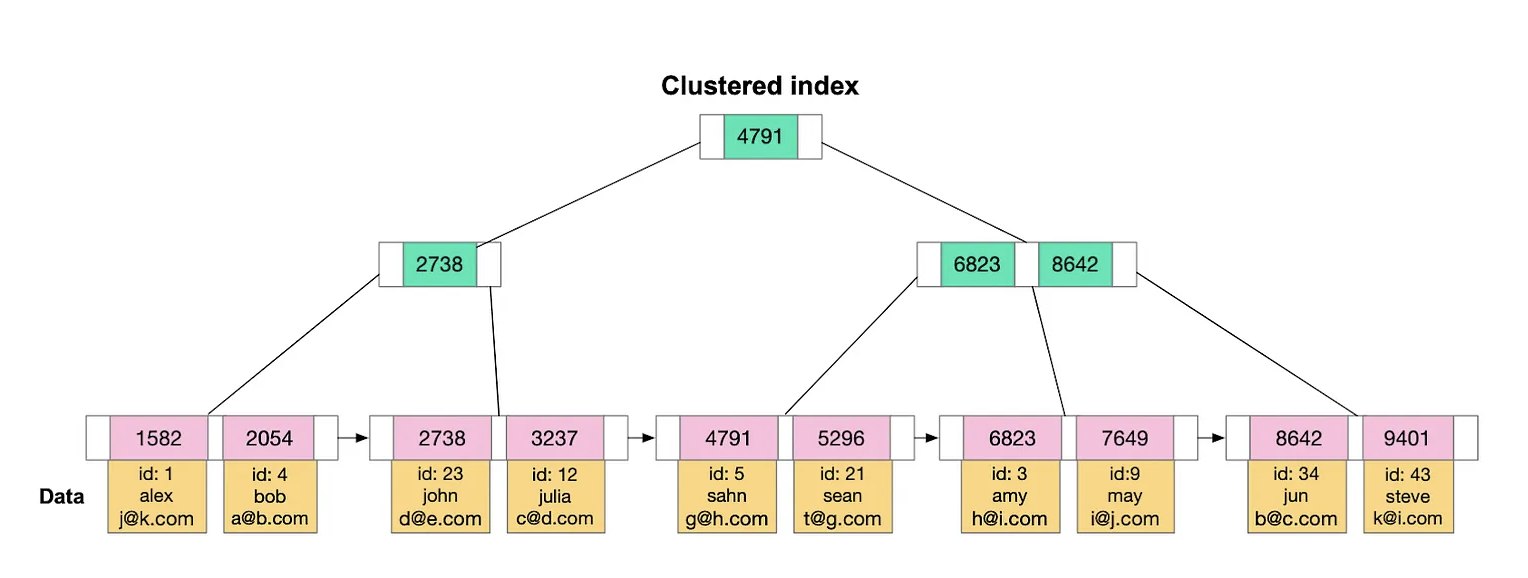 Clustered index
4791
2738
6823 8642
1582 2054 2738 3237 4791 5296 6823 7649 8642 9401
Data
id: 1
alex
j@k.com
id: 4
bob
a@b.com
id: 23
john
d@e.com
id: 12
julia
c@d.com
id: 5
sahn
g@h.com
id: 21
sean
t@g.com
id: 3
amy
h@i.com
id:9
may
i@j.com
id: 34
jun
b@c.com
id: 43
steve
k@i.com